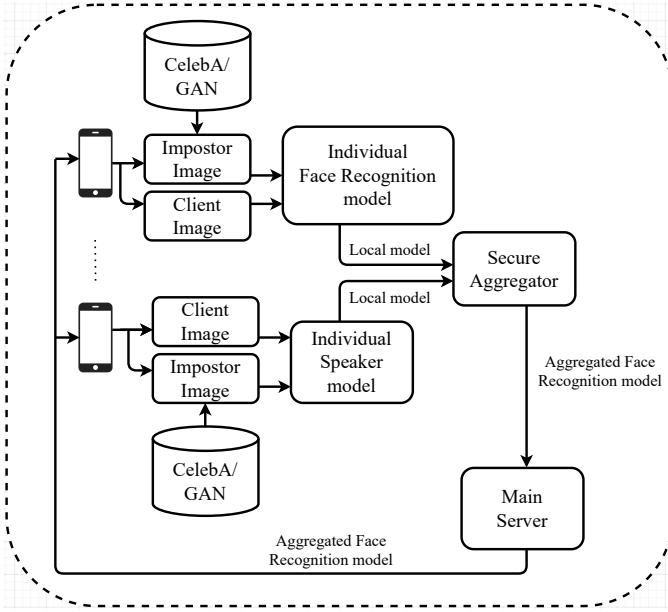 CelebA/
GAN
Impostor
Image
Client
Image
Individual
Face Recognition
model
Local model
Secure
Aggregator
Local model
Client
Image
Impostor
Image
Individual
Speaker
model
CelebA/
GAN
Aggregated Face
Recognition model
Main
Server
Aggregated Face
Recognition model